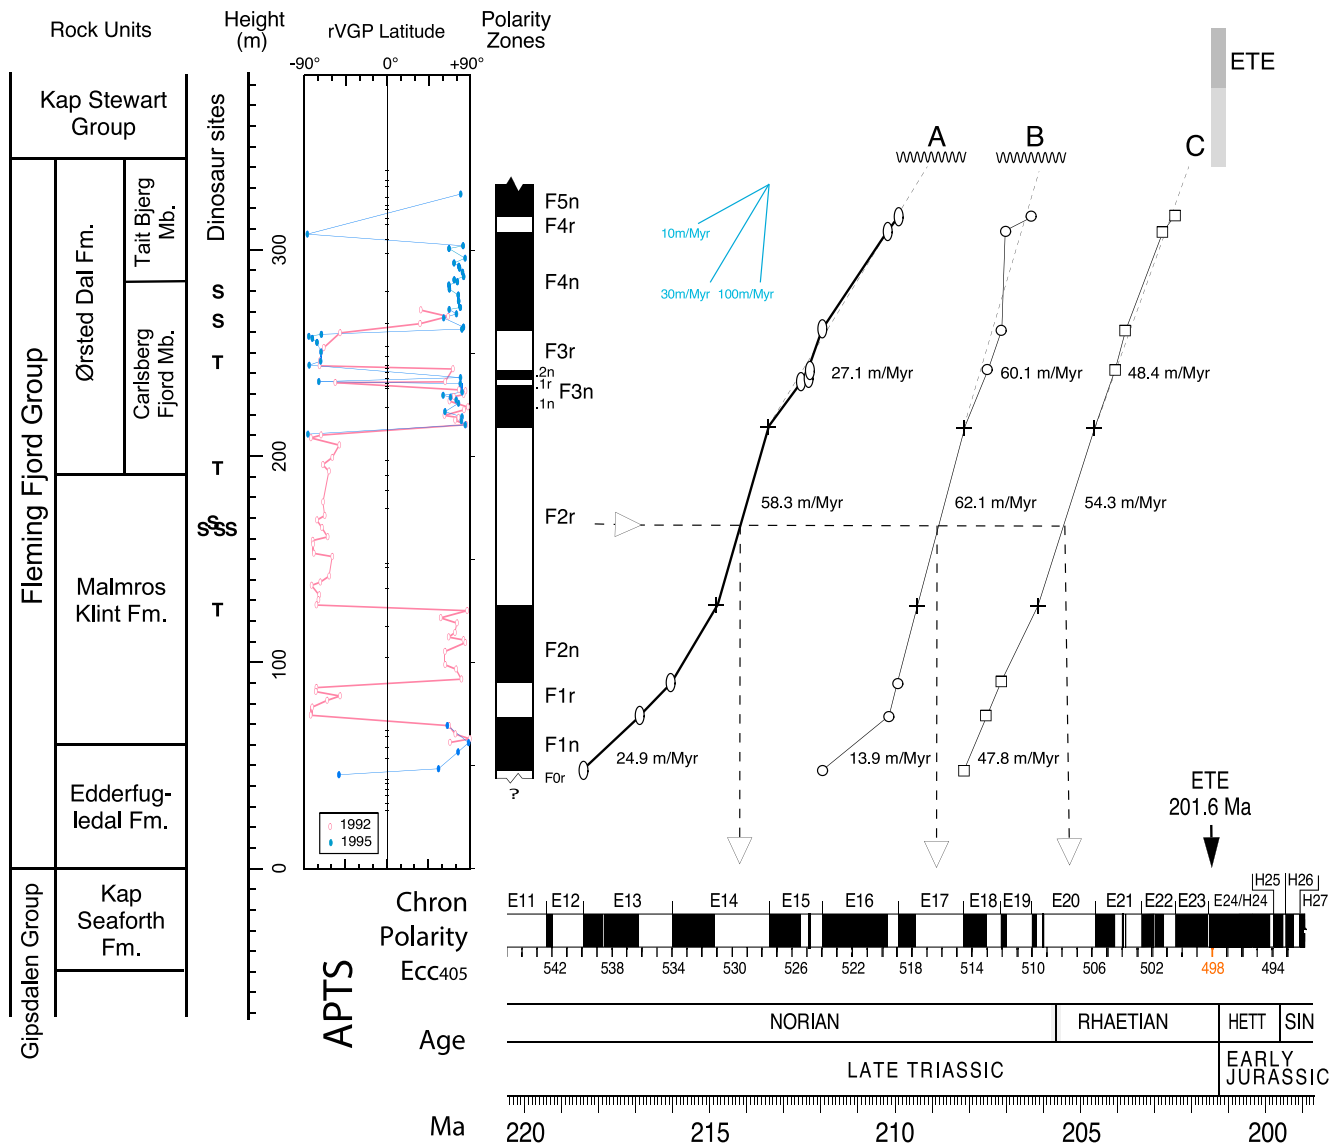 Rock Units
Height
(m)
rVGP Latitude
Polarity
Zones
-90°
0°
+90°
ETE
Kap Stewart
Group
Dinosaur sites
Fleming Fjord Group
Ørsted Dal Fm.
Tait Bjerg
Mb.
Carlsberg
Fjord Mb.
Malmros
Klint Fm.
Edderfug-
ledal Fm.
Gipsdalen Group
Kap
Seaforth
Fm.
S
S
T
T
S
SSSS
T
300
200
100
0
1992
1995
F5n
F4r
F4n
F3r
.2n
.1r
F3n
.1n
F2r
F2n
F1r
F1n
F0r
?
A
B
C
10m/Myr
30m/Myr
100m/Myr
27.1 m/Myr
60.1 m/Myr
48.4 m/Myr
58.3 m/Myr
62.1 m/Myr
54.3 m/Myr
24.9 m/Myr
13.9 m/Myr
47.8 m/Myr
ETE
201.6 Ma
APTS
Chron
E11 E12 E13 E14 E15 E16 E17 E18 E19 E20 E21 E22 E23 E24/H24 H25 H26 H27
Polarity
Ecc405
542 538 534 530 526 522 518 514 510 506 502 498 494
Age
NORIAN RHAETIAN HETT SIN
LATE TRIASSIC
EARLY
JURASSIC
Ma
220 215 210 205 200